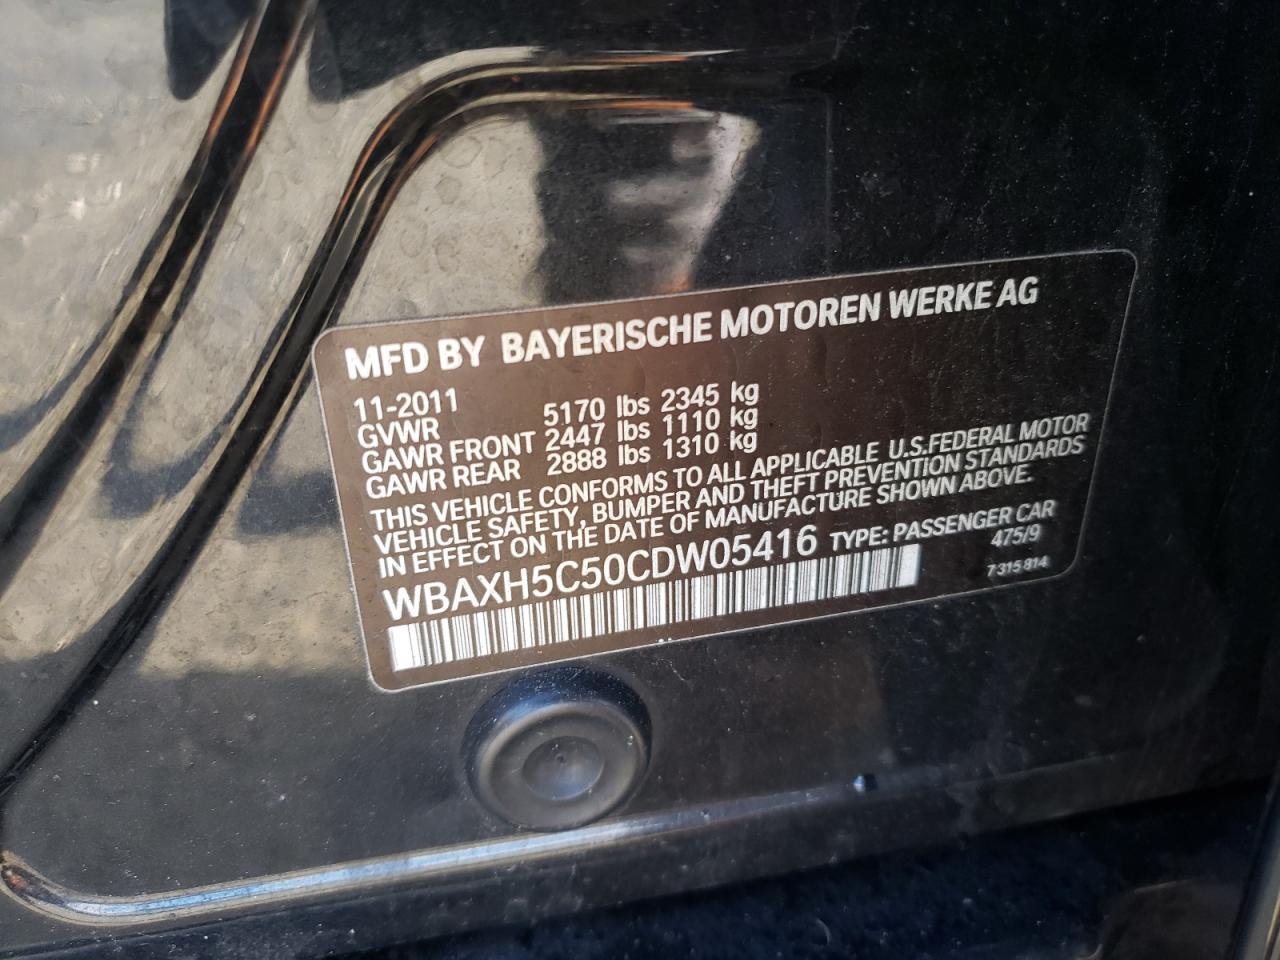 MFD BY BAYERISCHE MOTOREN WERKE AG
11-2011
GVWR 5170 lbs 2345 kg
GAWR FRONT 2447 lbs 1110 kg
GAWR REAR 2888 lbs 1310 kg
THIS VEHICLE CONFORMS TO ALL APPLICABLE U.S.FEDERAL MOTOR
VEHICLE SAFETY, BUMPER AND THEFT PREVENTION STANDARDS
IN EFFECT ON THE DATE OF MANUFACTURE SHOWN ABOVE.
WBAXH5C50CDW05416 TYPE: PASSENGER CAR
475/9
7 315 814